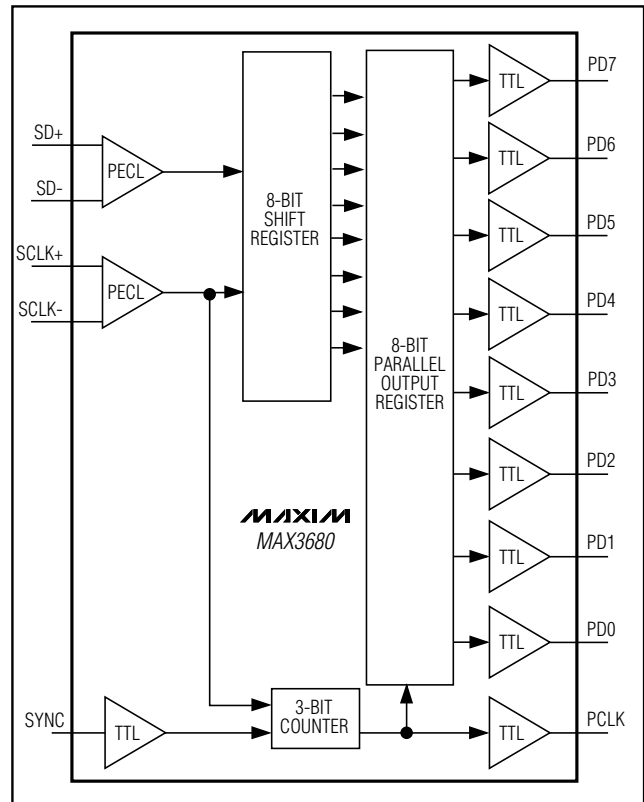 SD+
SD-
SCLK+
SCLK-
SYNC
PECL
PECL
TTL
8-BIT
SHIFT
REGISTER
8-BIT
PARALLEL
OUTPUT
REGISTER
3-BIT
COUNTER
MAXIM
MAX3680
TTL
PD7
TTL
PD6
TTL
PD5
TTL
PD4
TTL
PD3
TTL
PD2
TTL
PD1
TTL
PD0
TTL
PCLK